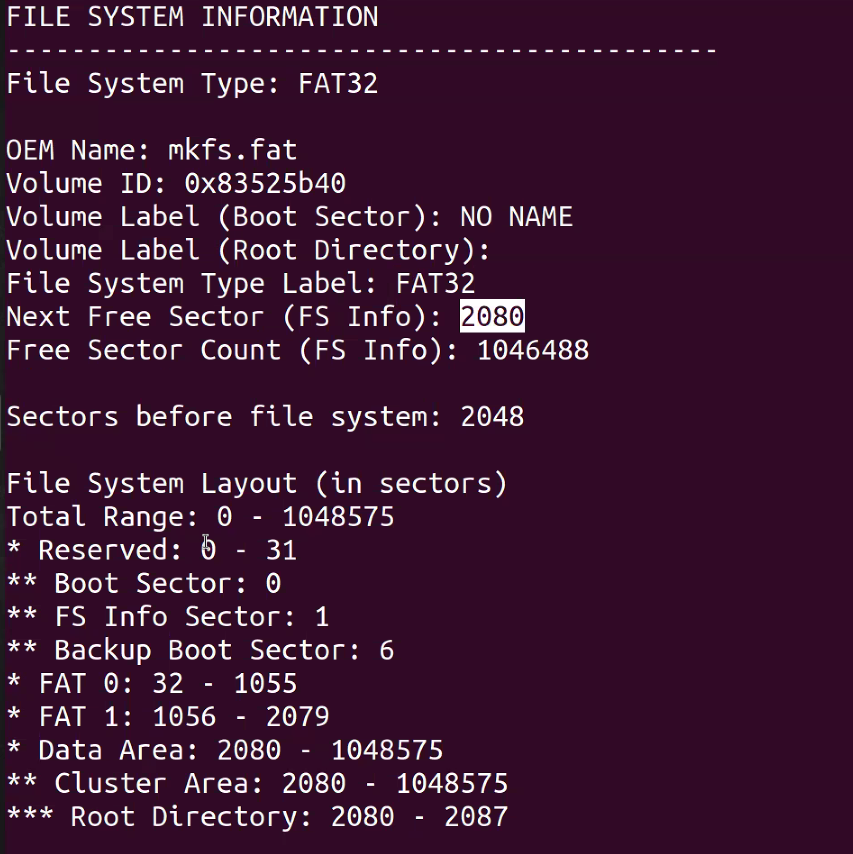 FILE SYSTEM INFORMATION
--------------------------------------------
File System Type: FAT32
OEM Name: mkfs.fat
Volume ID: 0x83525b40
Volume Label (Boot Sector): NO NAME
Volume Label (Root Directory):
File System Type Label: FAT32
Next Free Sector (FS Info): 2080
Free Sector Count (FS Info): 1046488
Sectors before file system: 2048
File System Layout (in sectors)
Total Range: 0 - 1048575
* Reserved: 0 - 31
** Boot Sector: 0
** FS Info Sector: 1
** Backup Boot Sector: 6
* FAT 0: 32 - 1055
* FAT 1: 1056 - 2079
* Data Area: 2080 - 1048575
** Cluster Area: 2080 - 1048575
*** Root Directory: 2080 - 2087